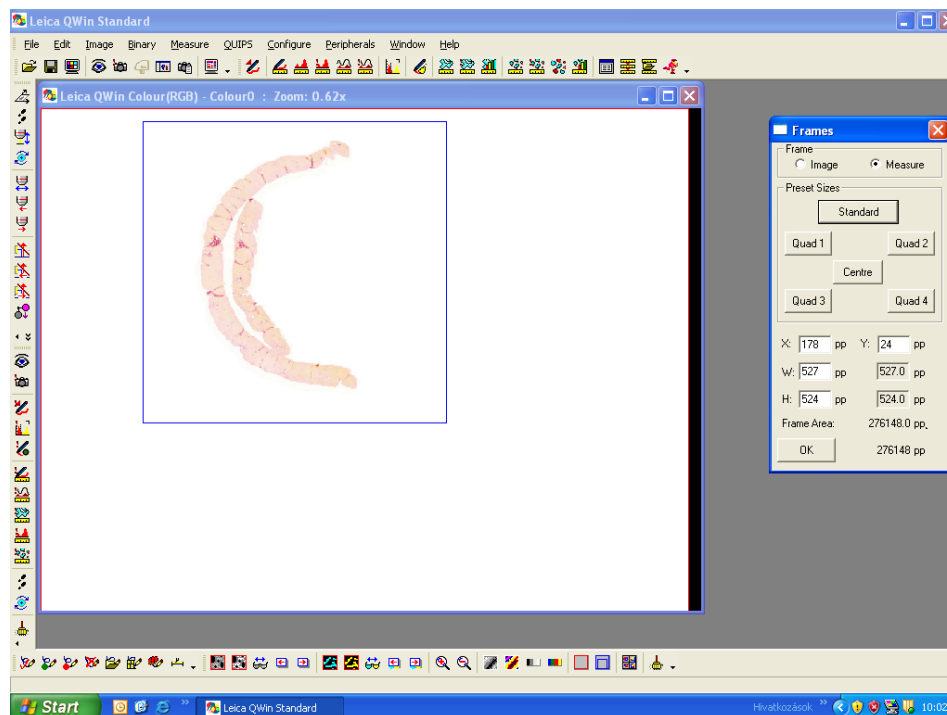 Leica QWin Standard
File Edit Image Binary Measure QUIPS Configure Peripherals Window Help
Leica QWin Colour(RGB) - Colour0 : Zoom: 0.62x
Frames
Frame
Image Measure
Preset Sizes
Standard
Quad 1 Quad 2
Centre
Quad 3 Quad 4
X: 178 pp Y: 24 pp
W: 527 pp 527.0 pp
H: 524 pp 524.0 pp
Frame Area: 276148.0 pp.
OK 276148 pp
Start Leica QWin Standard Hivatkozások 10:02